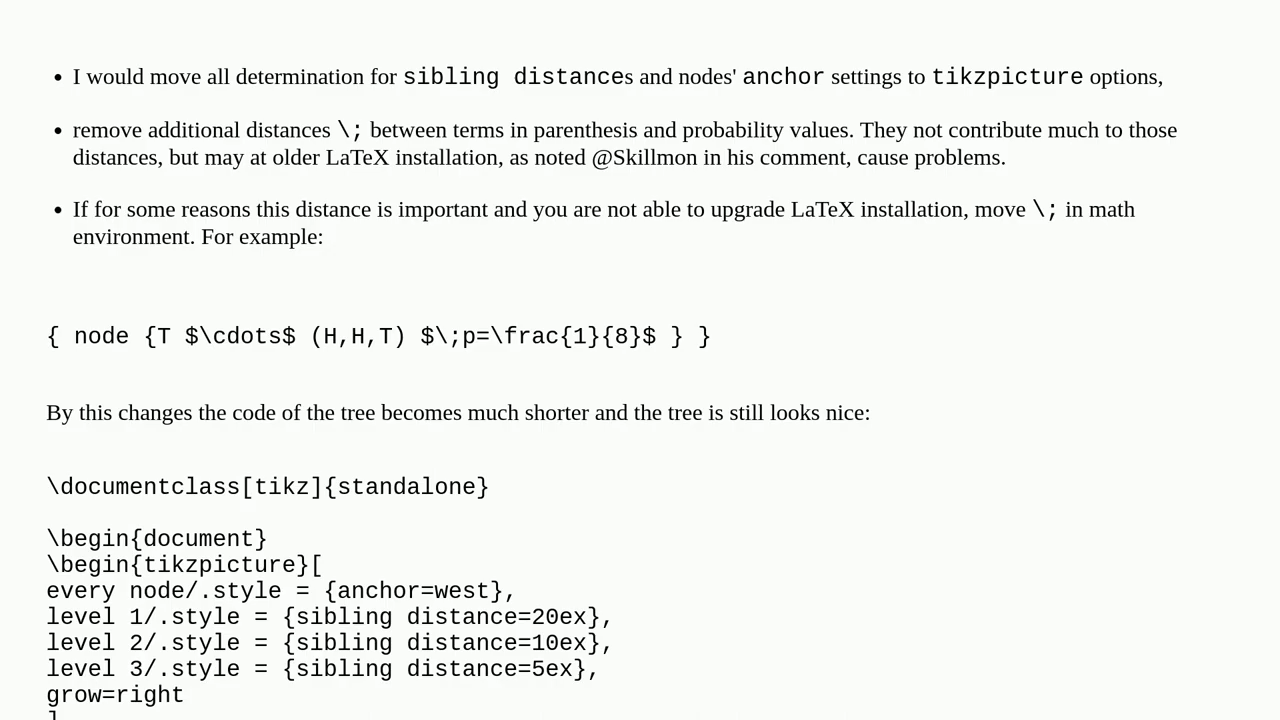 • I would move all determination for sibling distances and nodes' anchor settings to tikzpicture options,
• remove additional distances \; between terms in parenthesis and probability values. They not contribute much to those
distances, but may at older LaTeX installation, as noted @Skillmon in his comment, cause problems.
• If for some reasons this distance is important and you are not able to upgrade LaTeX installation, move \; in math
environment. For example:
{ node {T $\cdots$ (H,H,T) $\;p=\frac{1}{8}$ } }
By this changes the code of the tree becomes much shorter and the tree is still looks nice:
\documentclass[tikz]{standalone}
\begin{document}
\begin{tikzpicture}[
every node/.style = {anchor=west},
level 1/.style = {sibling distance=20ex},
level 2/.style = {sibling distance=10ex},
level 3/.style = {sibling distance=5ex},
grow=right
]